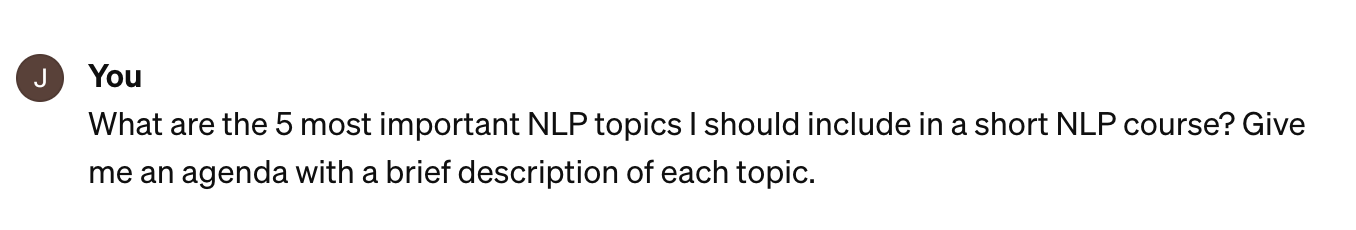 J
You
What are the 5 most important NLP topics I should include in a short NLP course? Give
me an agenda with a brief description of each topic.